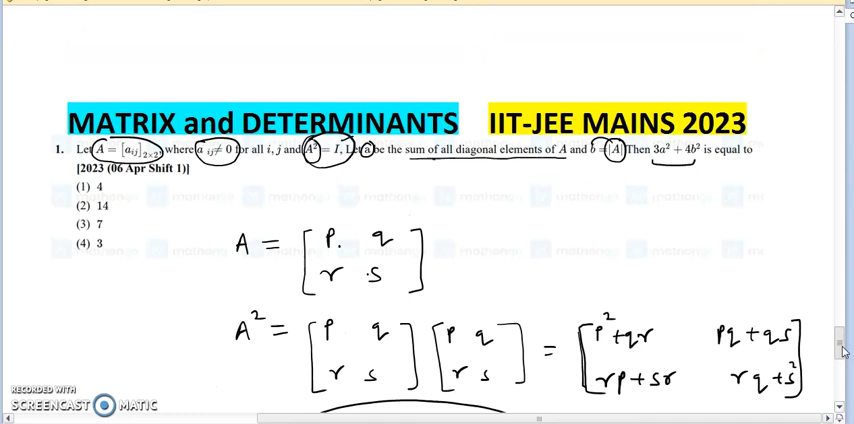 MATRIX and DETERMINANTS IIT-JEE MAINS 2023
1. Let A = [aij]2×2, where aij ≠ 0 for all i, j and A² = I, Let a be the sum of all diagonal elements of A and b = |A| Then 3a² + 4b² is equal to
[2023 (06 Apr Shift 1)]
(1) 4
(2) 14
(3) 7
(4) 3
A = [p. q
r .s]
A² = [p q [p q = [p²+qr pq+qs
r s] r s] rp+sr rq+s²]
RECORDED WITH
SCREENCAST MATIC